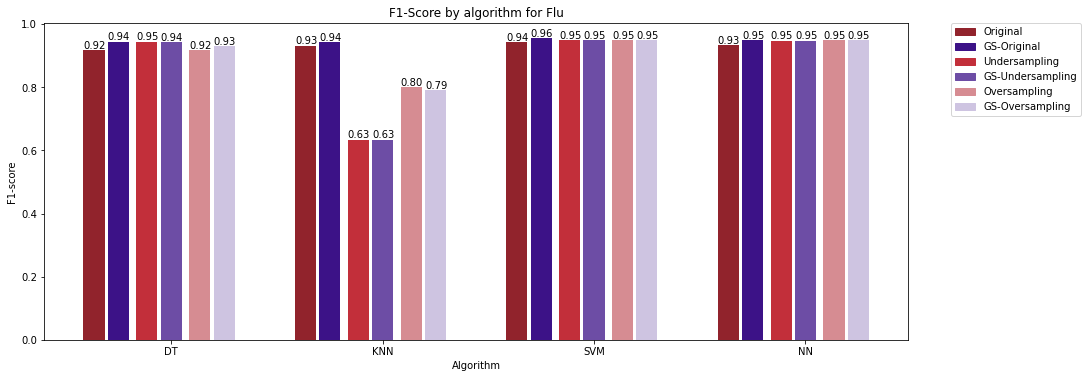 F1-Score by algorithm for Flu
F1-score
1.0
0.8
0.6
0.4
0.2
0.0
0.92 0.94 0.95 0.94 0.92 0.93
0.93 0.94 0.63 0.63 0.80 0.79
0.94 0.96 0.95 0.95 0.95 0.95
0.93 0.95 0.95 0.95 0.95 0.95
DT KNN SVM NN
Algorithm
Original
GS-Original
Undersampling
GS-Undersampling
Oversampling
GS-Oversampling